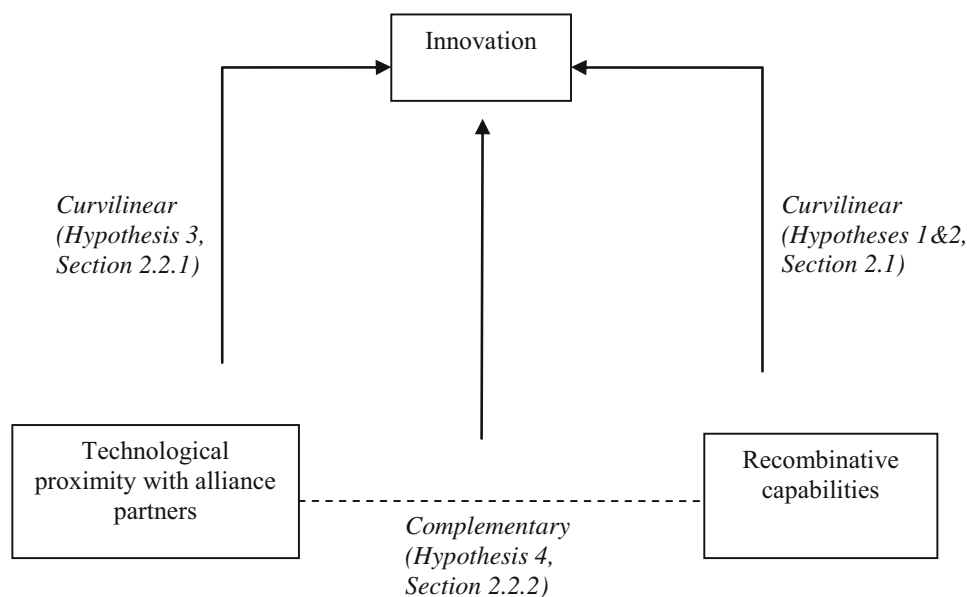 Innovation
Curvilinear
(Hypothesis 3,
Section 2.2.1)
Curvilinear
(Hypotheses 1&2,
Section 2.1)
Technological
proximity with alliance
partners
Recombinative
capabilities
Complementary
(Hypothesis 4,
Section 2.2.2)